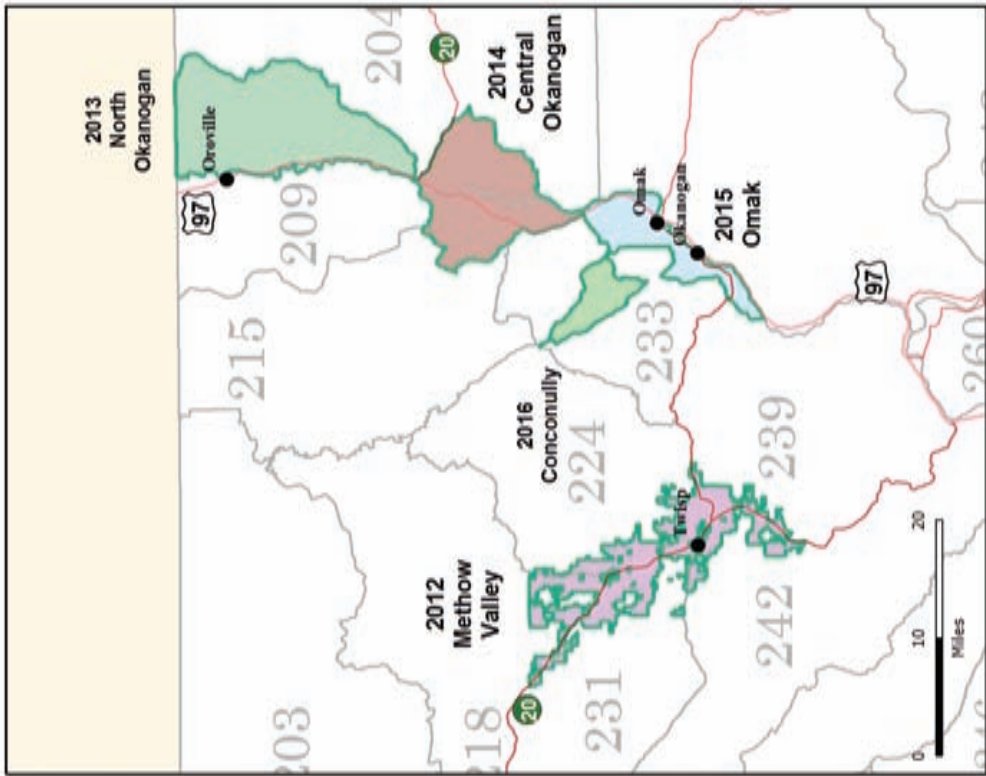 2013
North
Okanogan
97
Oroville
209
204
20
2014
Central
Okanogan
215
203
2012
Methow
Valley
218
20
2016
Conconully
224
231
233
Omak
Okanogan
2015
Omak
Twisp
239
242
97
260
0 10 20
Miles